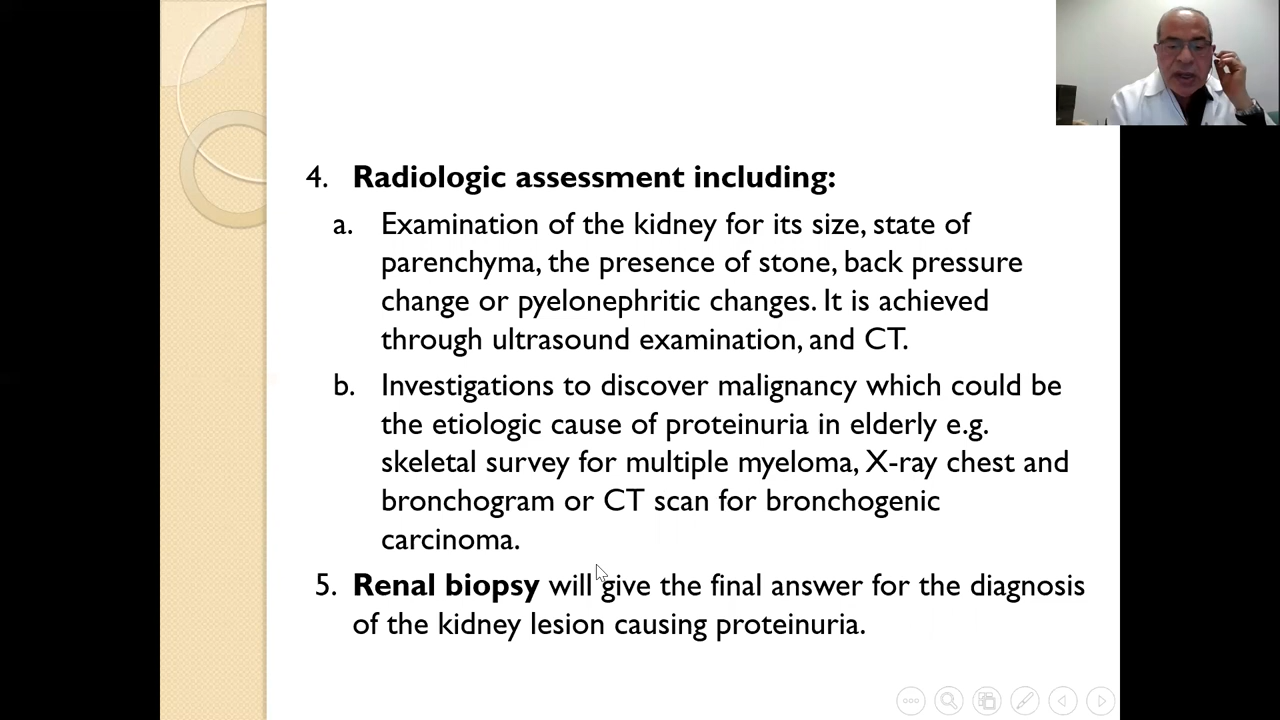 4. Radiologic assessment including:
a. Examination of the kidney for its size, state of
parenchyma, the presence of stone, back pressure
change or pyelonephritic changes. It is achieved
through ultrasound examination, and CT.
b. Investigations to discover malignancy which could be
the etiologic cause of proteinuria in elderly e.g.
skeletal survey for multiple myeloma, X-ray chest and
bronchogram or CT scan for bronchogenic
carcinoma.
5. Renal biopsy will give the final answer for the diagnosis
of the kidney lesion causing proteinuria.